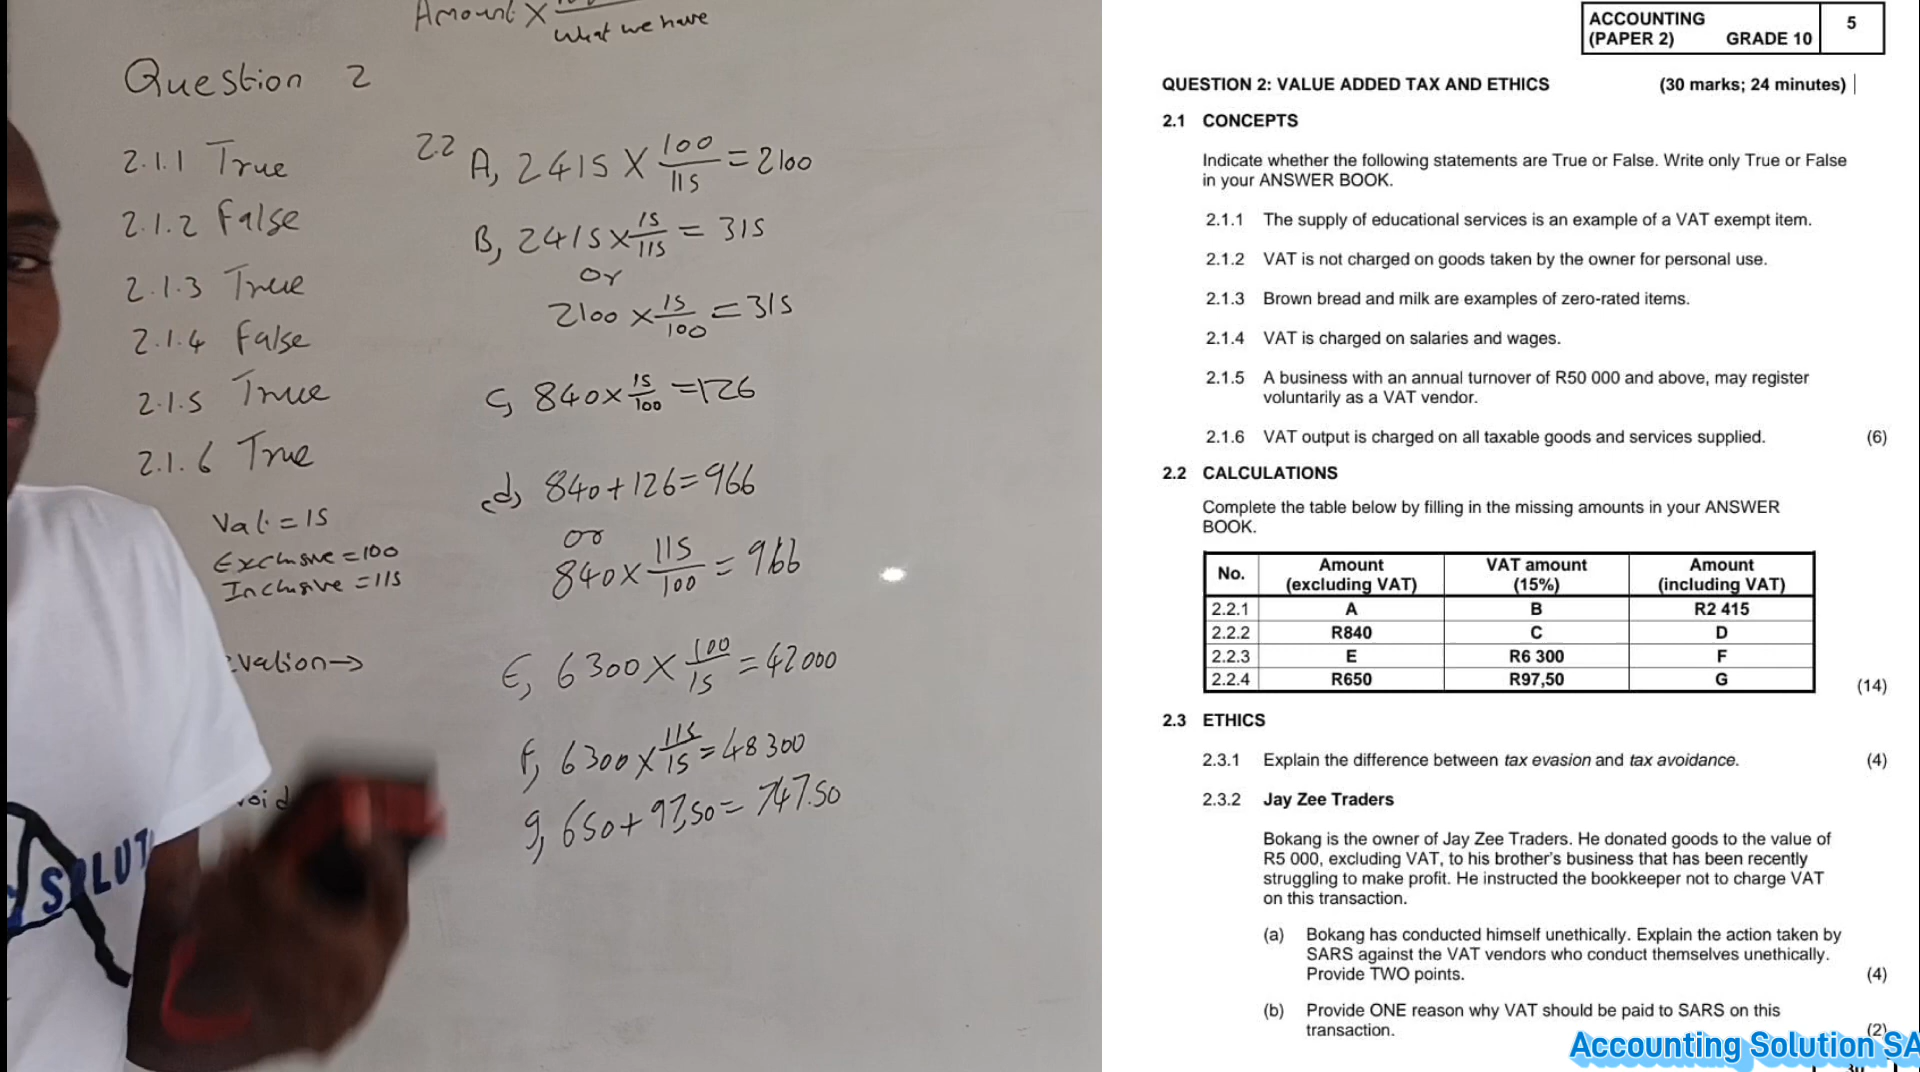 Amount X
What we have
Question 2
2.1.1 True
2.1.2 False
2.1.3 True
2.1.4 False
2.1.5 True
2.1.6 True
Vat = 15
Exclusive = 100
Inclusive = 115
2.2 A, 2415 X 100/115 = 2100
B, 2415 x 15/115 = 315
or
2100 x 15/100 = 315
C, 840 x 15/100 = 126
d, 840 + 126 = 966
or
840 x 115/100 = 966
E, 6300 X 100/15 = 42000
F, 6300 x 115/15 = 48300
g, 650 + 97,50 = 747.50
ACCOUNTING
(PAPER 2) GRADE 10
5
QUESTION 2: VALUE ADDED TAX AND ETHICS (30 marks; 24 minutes)
2.1 CONCEPTS
Indicate whether the following statements are True or False. Write only True or False
in your ANSWER BOOK.
2.1.1 The supply of educational services is an example of a VAT exempt item.
2.1.2 VAT is not charged on goods taken by the owner for personal use.
2.1.3 Brown bread and milk are examples of zero-rated items.
2.1.4 VAT is charged on salaries and wages.
2.1.5 A business with an annual turnover of R50 000 and above, may register
voluntarily as a VAT vendor.
2.1.6 VAT output is charged on all taxable goods and services supplied. (6)
2.2 CALCULATIONS
Complete the table below by filling in the missing amounts in your ANSWER
BOOK.
No. Amount (excluding VAT) VAT amount (15%) Amount (including VAT)
2.2.1 A B R2 415
2.2.2 R840 C D
2.2.3 E R6 300 F
2.2.4 R650 R97,50 G
(14)
2.3 ETHICS
2.3.1 Explain the difference between tax evasion and tax avoidance. (4)
2.3.2 Jay Zee Traders
Bokang is the owner of Jay Zee Traders. He donated goods to the value of
R5 000, excluding VAT, to his brother's business that has been recently
struggling to make profit. He instructed the bookkeeper not to charge VAT
on this transaction.
(a) Bokang has conducted himself unethically. Explain the action taken by
SARS against the VAT vendors who conduct themselves unethically.
Provide TWO points. (4)
(b) Provide ONE reason why VAT should be paid to SARS on this
transaction. (2)
Accounting Solution SA